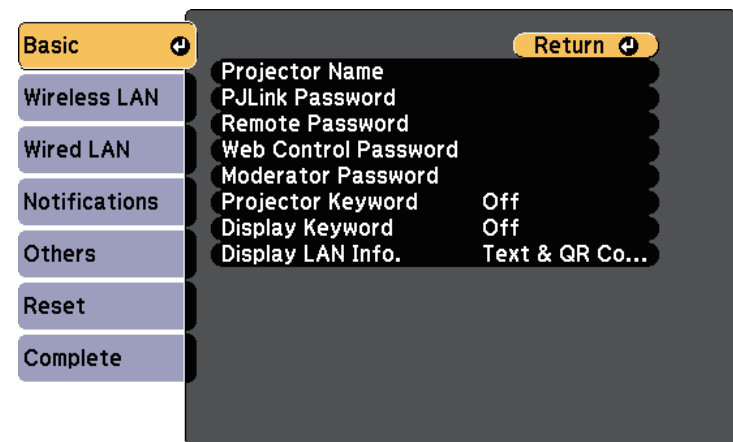 Basic
Wireless LAN
Wired LAN
Notifications
Others
Reset
Complete
Return
Projector Name
PJLink Password
Remote Password
Web Control Password
Moderator Password
Projector Keyword Off
Display Keyword Off
Display LAN Info. Text & QR Co...